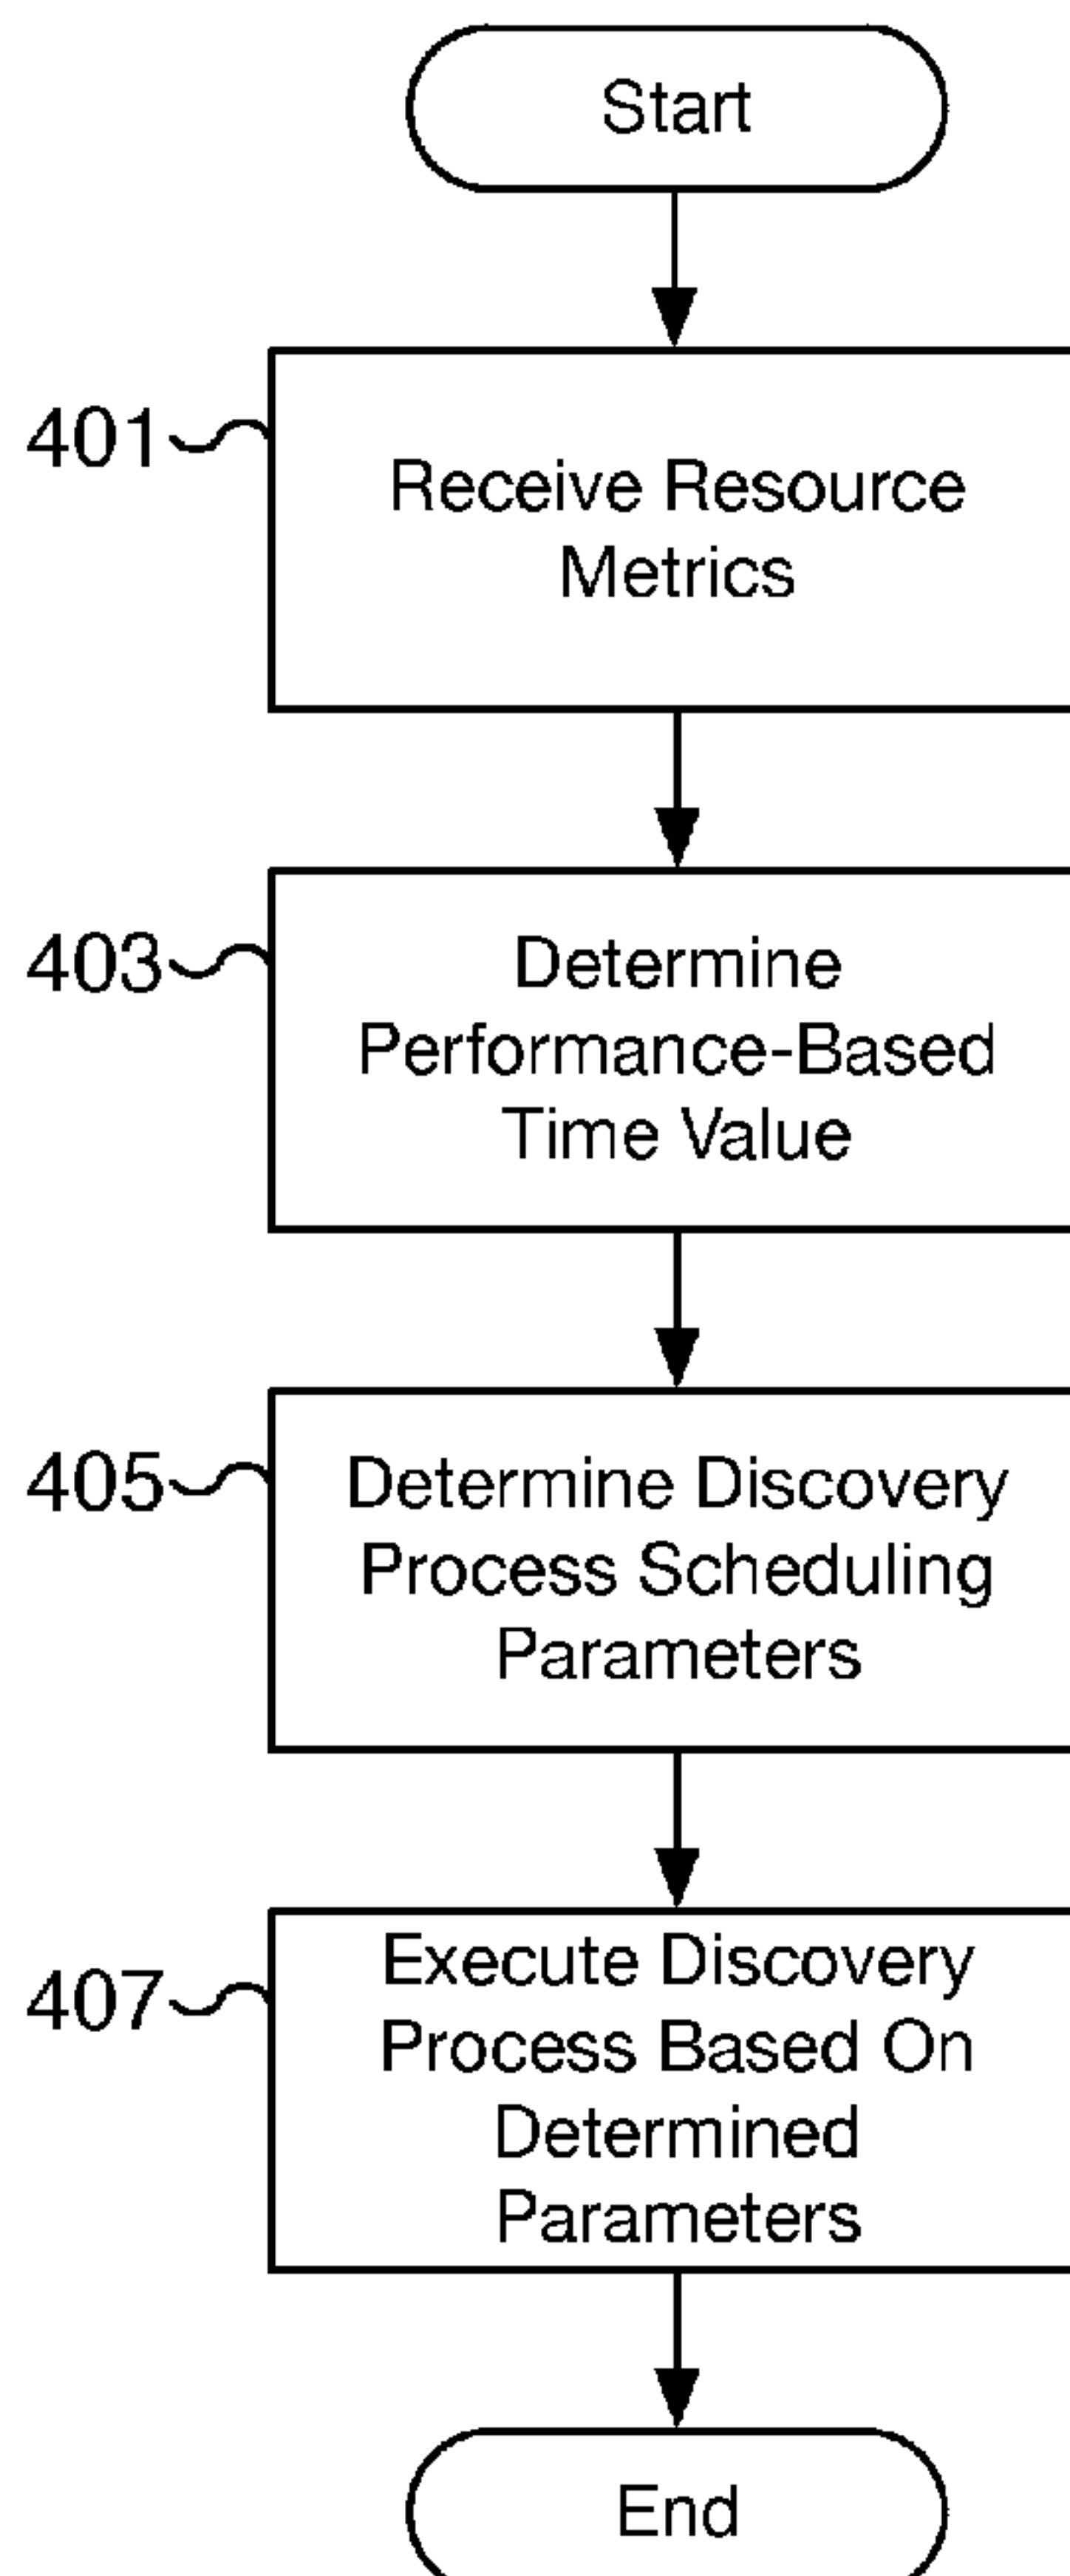 Start
401
Receive Resource
Metrics
403
Determine
Performance-Based
Time Value
405
Determine Discovery
Process Scheduling
Parameters
407
Execute Discovery
Process Based On
Determined
Parameters
End